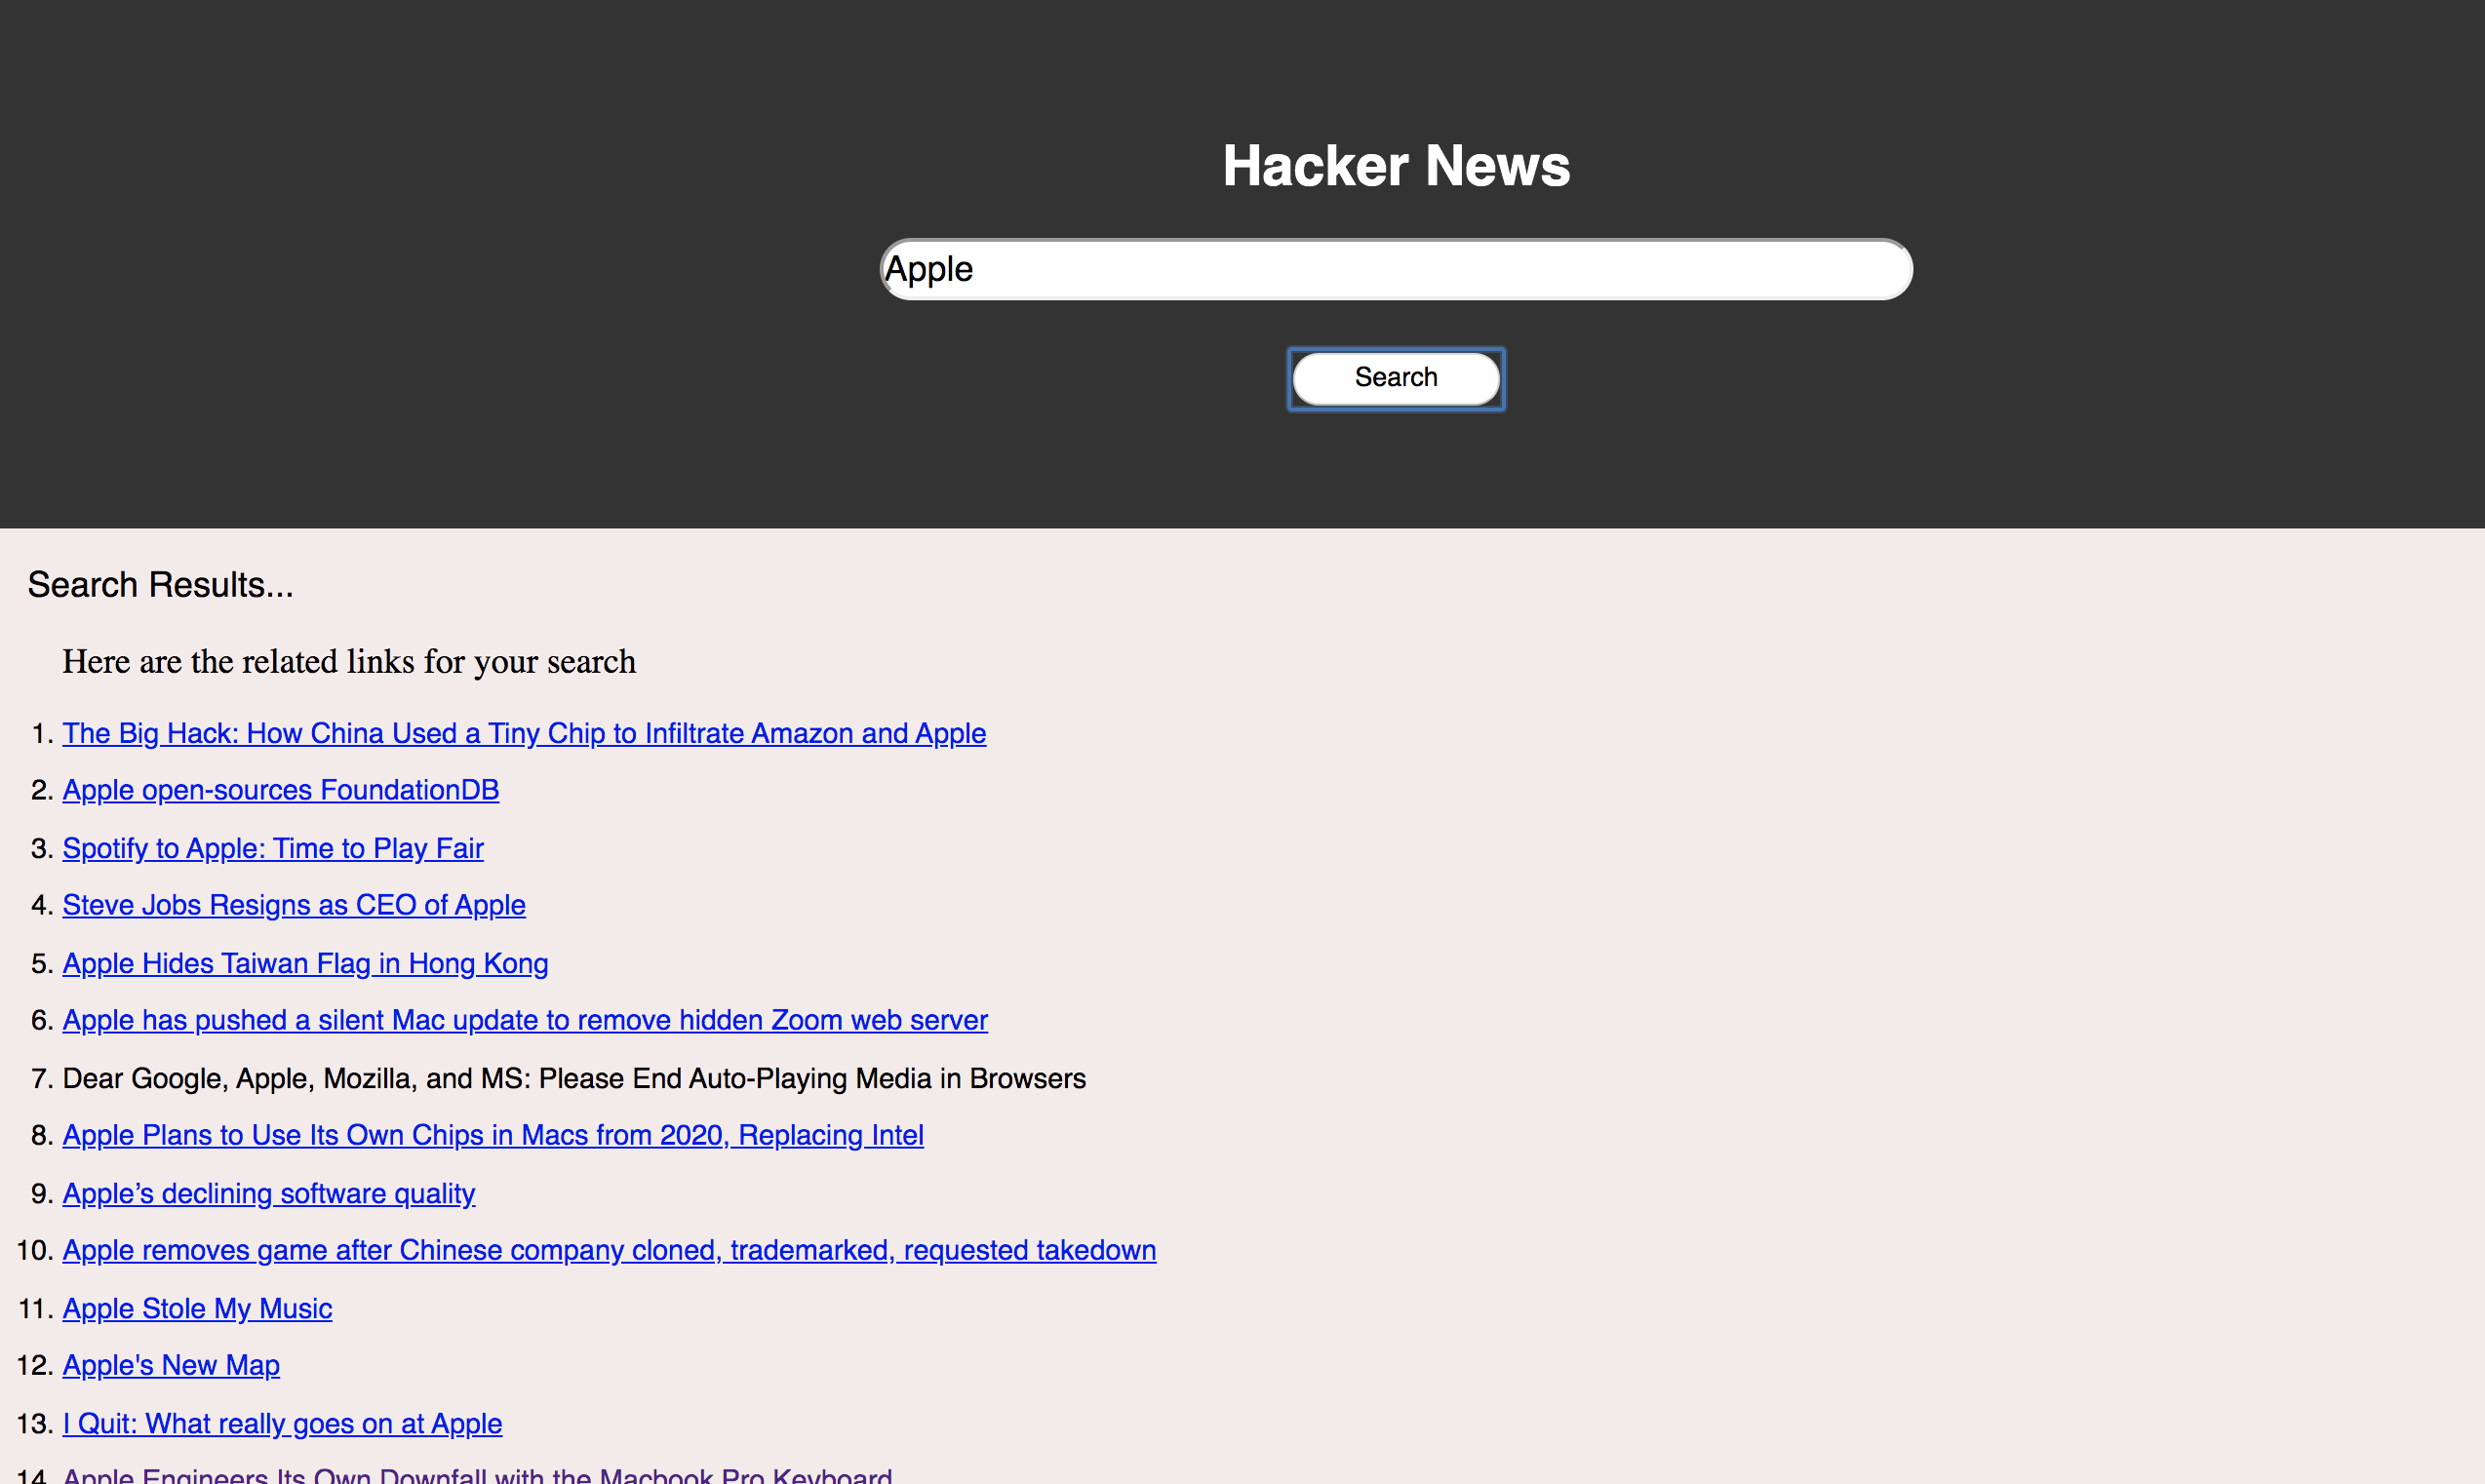 Hacker News
Apple
Search
Search Results...
Here are the related links for your search
1. The Big Hack: How China Used a Tiny Chip to Infiltrate Amazon and Apple
2. Apple open-sources FoundationDB
3. Spotify to Apple: Time to Play Fair
4. Steve Jobs Resigns as CEO of Apple
5. Apple Hides Taiwan Flag in Hong Kong
6. Apple has pushed a silent Mac update to remove hidden Zoom web server
7. Dear Google, Apple, Mozilla, and MS: Please End Auto-Playing Media in Browsers
8. Apple Plans to Use Its Own Chips in Macs from 2020, Replacing Intel
9. Apple’s declining software quality
10. Apple removes game after Chinese company cloned, trademarked, requested takedown
11. Apple Stole My Music
12. Apple's New Map
13. I Quit: What really goes on at Apple
14. Apple Engineers Its Own Downfall with the Macbook Pro Keyboard